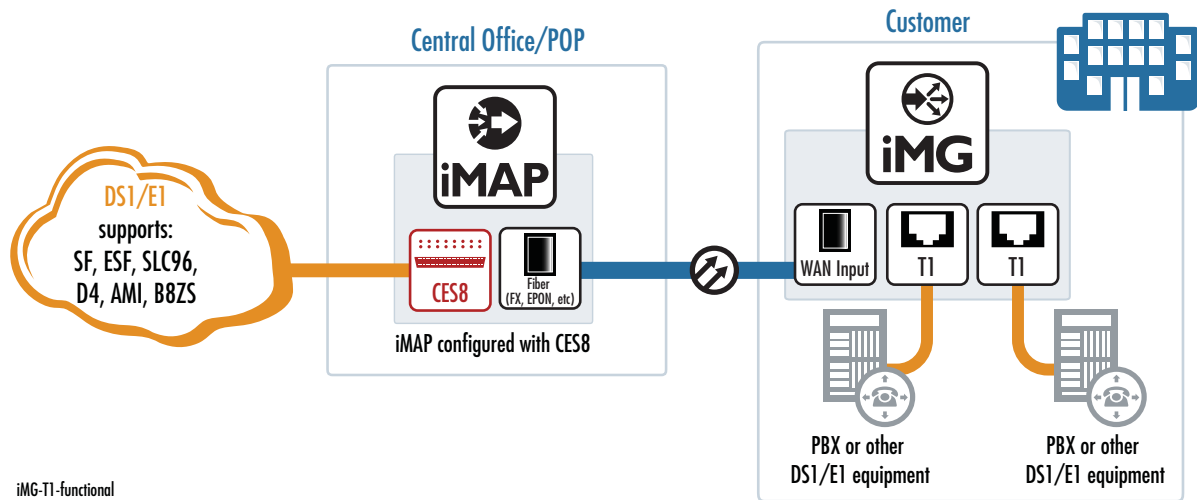 Central Office/POP
Customer
DS1/E1
supports:
SF, ESF, SLC96,
D4, AMI, B8ZS
iMAP
CES8
Fiber
(FX, EPON, etc)
iMAP configured with CES8
iMG
WAN Input
T1
T1
PBX or other
DS1/E1 equipment
PBX or other
DS1/E1 equipment
iMG-T1-functional